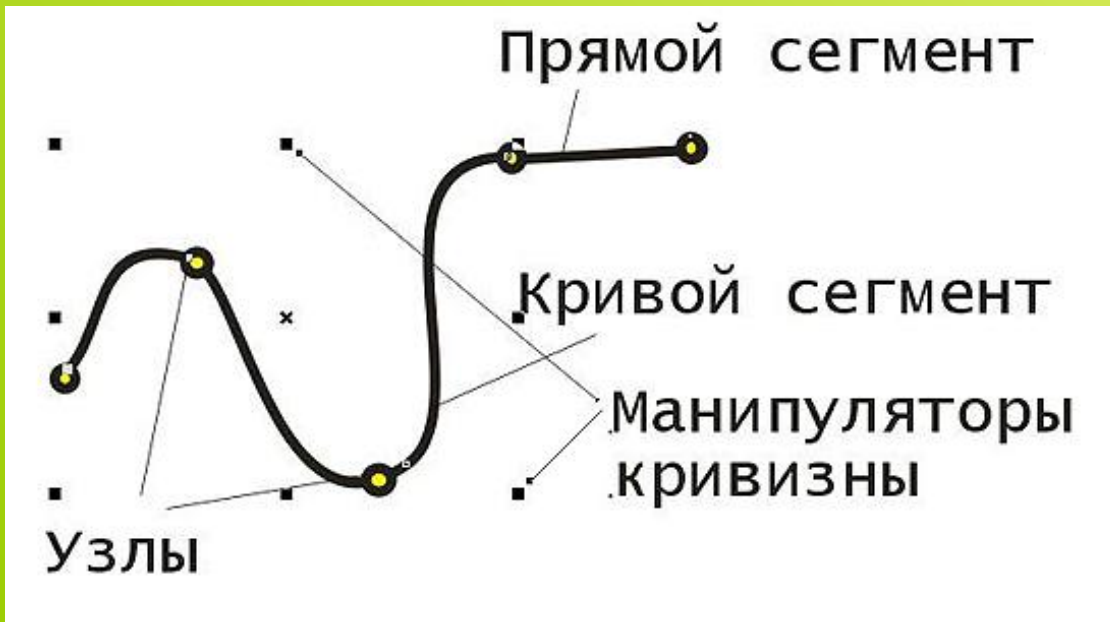 Прямой сегмент
Кривой сегмент
Манипуляторы
кривизны
Узлы